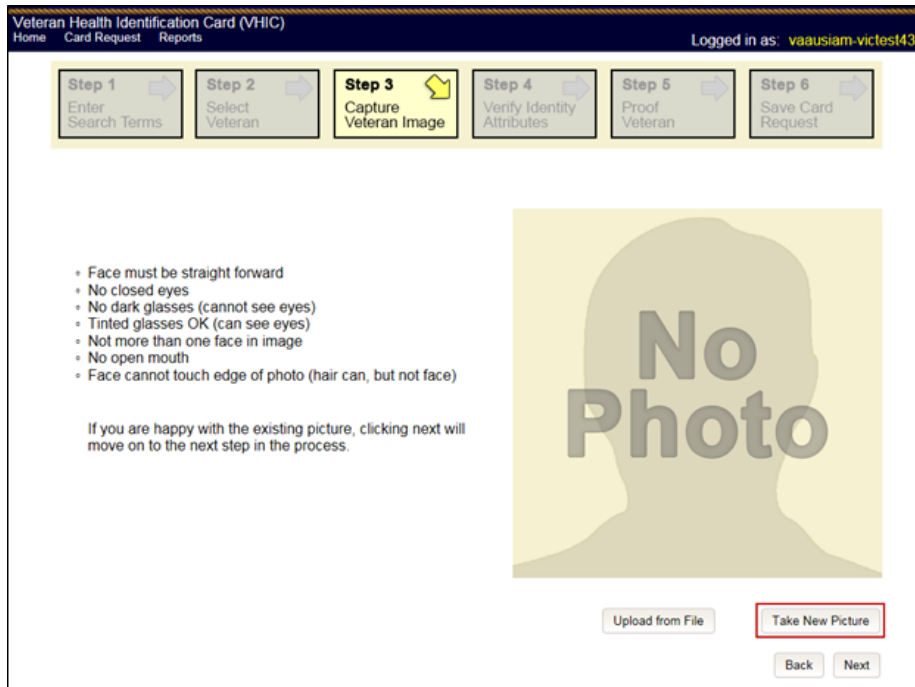 Veteran Health Identification Card (VHIC)
Home Card Request Reports
Logged in as: vaausiam-victest43
Step 1
Enter
Search Terms
Step 2
Select
Veteran
Step 3
Capture
Veteran Image
Step 4
Verify Identity
Attributes
Step 5
Proof
Veteran
Step 6
Save Card
Request
Face must be straight forward
No closed eyes
No dark glasses (cannot see eyes)
Tinted glasses OK (can see eyes)
Not more than one face in image
No open mouth
Face cannot touch edge of photo (hair can, but not face)
If you are happy with the existing picture, clicking next will
move on to the next step in the process.
No
Photo
Upload from File
Take New Picture
Back
Next